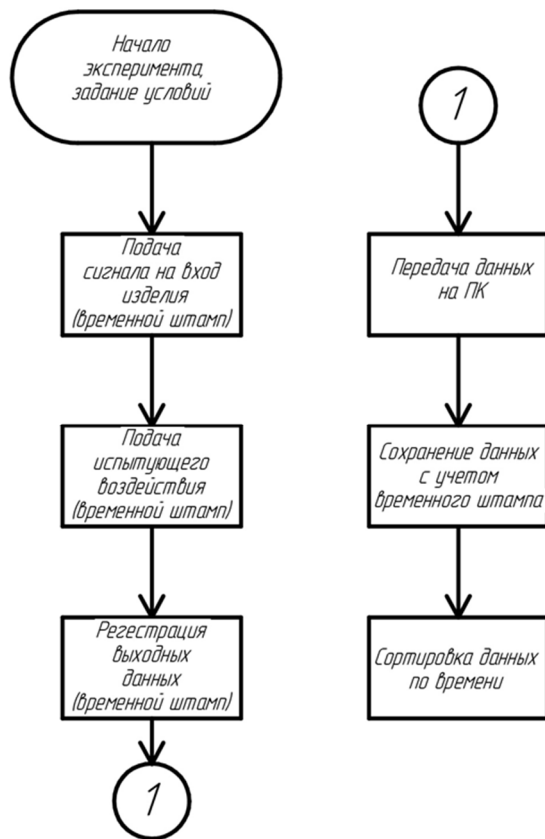 Начало
эксперимента,
задание условий
Подача
сигнала на вход
изделия
(временной штамп)
Подача
испытующего
воздействия
(временной штамп)
Регестрация
выходных
данных
(временной штамп)
1
1
Передача данных
на ПК
Сохранение данных
с учетом
временного штампа
Сортировка данных
по времени